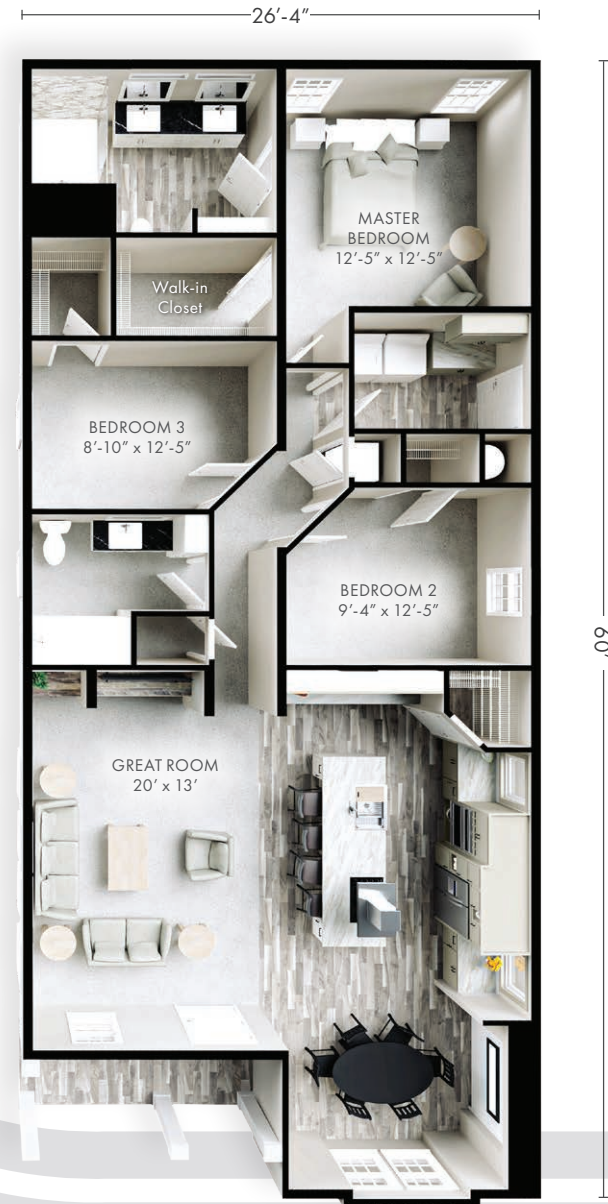 26'-4"
MASTER
BEDROOM
12'-5" x 12'-5"
Walk-in
Closet
BEDROOM 3
8'-10" x 12'-5"
BEDROOM 2
9'-4" x 12'-5"
60'
GREAT ROOM
20' x 13'